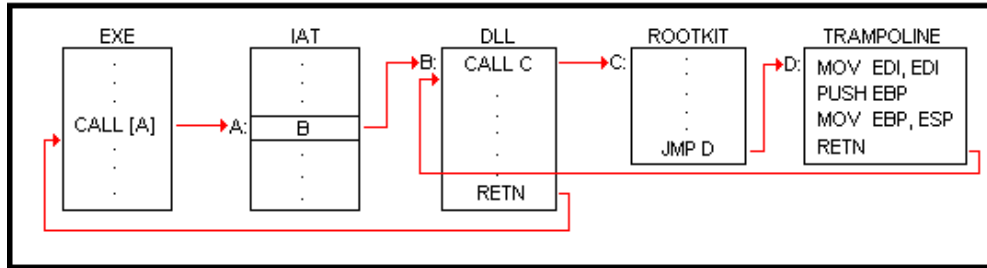 EXE
IAT
DLL
ROOTKIT
TRAMPOLINE
CALL [A]
A:
B
B:
CALL C
RETN
C:
JMP D
D:
MOV EDI, EDI
PUSH EBP
MOV EBP, ESP
RETN